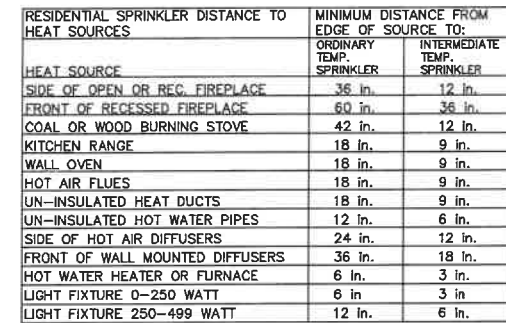 RESIDENTIAL SPRINKLER DISTANCE TO HEAT SOURCES | MINIMUM DISTANCE FROM EDGE OF SOURCE TO:
HEAT SOURCE | ORDINARY TEMP. SPRINKLER | INTERMEDIATE TEMP. SPRINKLER
SIDE OF OPEN OR REC. FIREPLACE | 36 in. | 12 in.
FRONT OF RECESSED FIREPLACE | 60 in. | 36 in.
COAL OR WOOD BURNING STOVE | 42 in. | 12 in.
KITCHEN RANGE | 18 in. | 9 in.
WALL OVEN | 18 in. | 9 in.
HOT AIR FLUES | 18 in. | 9 in.
UN-INSULATED HEAT DUCTS | 18 in. | 9 in.
UN-INSULATED HOT WATER PIPES | 12 in. | 6 in.
SIDE OF HOT AIR DIFFUSERS | 24 in. | 12 in.
FRONT OF WALL MOUNTED DIFFUSERS | 36 in. | 18 in.
HOT WATER HEATER OR FURNACE | 6 in. | 3 in.
LIGHT FIXTURE 0-250 WATT | 6 in | 3 in
LIGHT FIXTURE 250-499 WATT | 12 in. | 6 in.